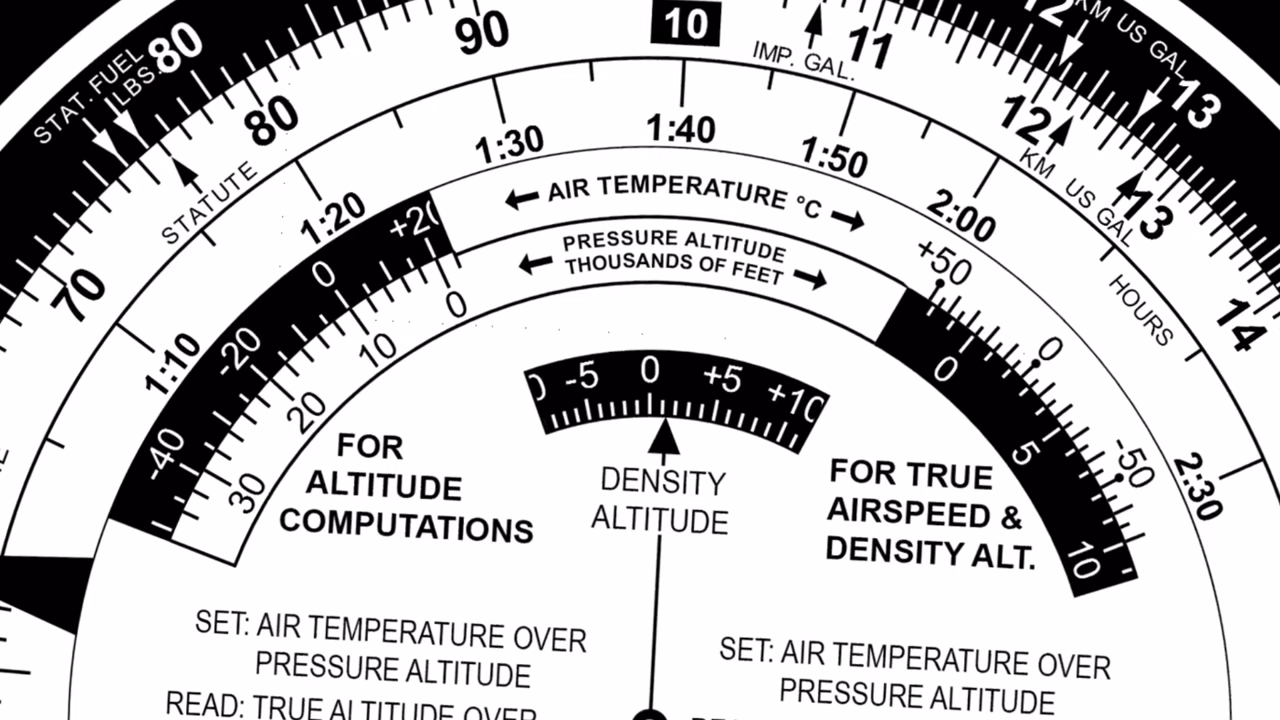 STAT. FUEL
LBS.
80
90
10
IMP. GAL.
11
12
KM US GAL
13
80
12
KM US GAL
13
14
STATUTE
70
1:10
1:20
1:30
1:40
1:50
2:00
HOURS
2:30
AIR TEMPERATURE °C
PRESSURE ALTITUDE
THOUSANDS OF FEET
+20
0
-20
-40
0
10
20
30
+50
0
-50
0
5
10
-5 0 +5 +10
DENSITY
ALTITUDE
FOR
ALTITUDE
COMPUTATIONS
FOR TRUE
AIRSPEED &
DENSITY ALT.
SET: AIR TEMPERATURE OVER
PRESSURE ALTITUDE
READ: TRUE ALTITUDE OVER
SET: AIR TEMPERATURE OVER
PRESSURE ALTITUDE